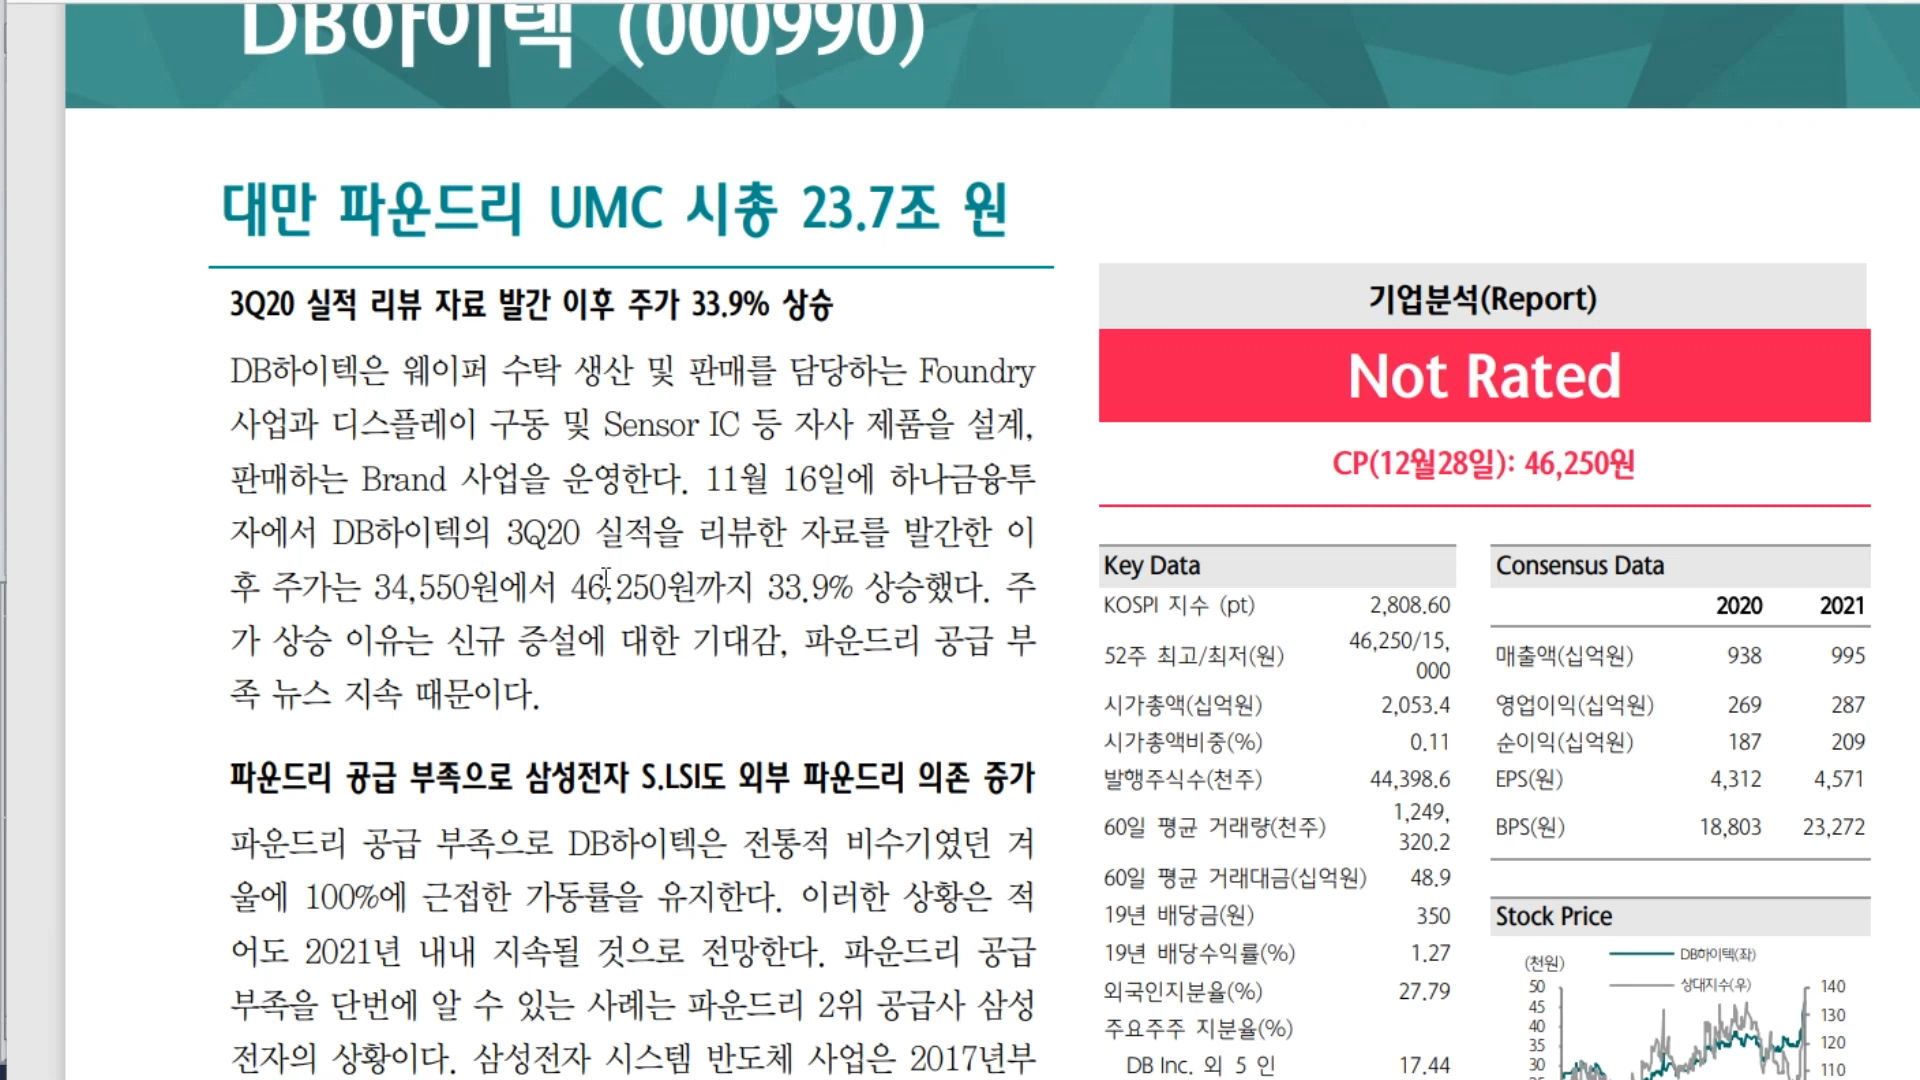 DB하이텍 (000990)
대만 파운드리 UMC 시총 23.7조 원
3Q20 실적 리뷰 자료 발간 이후 주가 33.9% 상승
DB하이텍은 웨이퍼 수탁 생산 및 판매를 담당하는 Foundry
사업과 디스플레이 구동 및 Sensor IC 등 자사 제품을 설계,
판매하는 Brand 사업을 운영한다. 11월 16일에 하나금융투
자에서 DB하이텍의 3Q20 실적을 리뷰한 자료를 발간한 이
후 주가는 34,550원에서 46,250원까지 33.9% 상승했다. 주
가 상승 이유는 신규 증설에 대한 기대감, 파운드리 공급 부
족 뉴스 지속 때문이다.
파운드리 공급 부족으로 삼성전자 S.LSI도 외부 파운드리 의존 증가
파운드리 공급 부족으로 DB하이텍은 전통적 비수기였던 겨
울에 100%에 근접한 가동률을 유지한다. 이러한 상황은 적
어도 2021년 내내 지속될 것으로 전망한다. 파운드리 공급
부족을 단번에 알 수 있는 사례는 파운드리 2위 공급사 삼성
전자의 상황이다. 삼성전자 시스템 반도체 사업은 2017년부
기업분석(Report)
Not Rated
CP(12월28일): 46,250원
Key Data
KOSPI 지수 (pt) 2,808.60
52주 최고/최저(원) 46,250/15,
000
시가총액(십억원) 2,053.4
시가총액비중(%) 0.11
발행주식수(천주) 44,398.6
60일 평균 거래량(천주) 1,249,
320.2
60일 평균 거래대금(십억원) 48.9
19년 배당금(원) 350
19년 배당수익률(%) 1.27
외국인지분율(%) 27.79
주요주주 지분율(%)
DB Inc. 외 5 인 17.44
Consensus Data
2020 2021
매출액(십억원) 938 995
영업이익(십억원) 269 287
순이익(십억원) 187 209
EPS(원) 4,312 4,571
BPS(원) 18,803 23,272
Stock Price
(천원)
DB하이텍(좌)
상대지수(우)
50 140
45 130
40 120
35 110
30